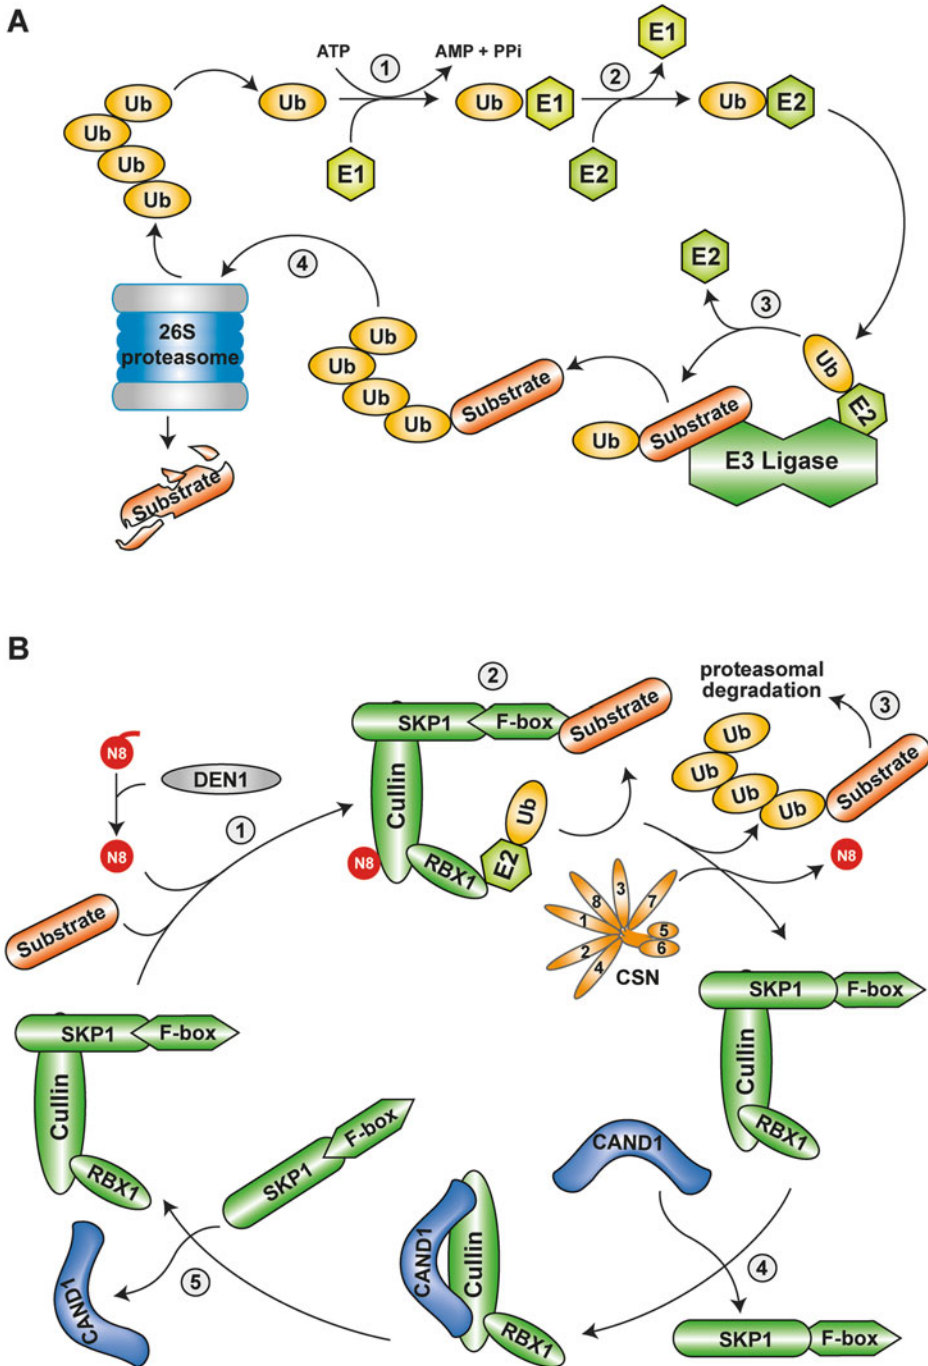 A
E1
ATP
1
AMP + PPi
2
Ub
Ub
Ub
E1
Ub
E2
Ub
Ub
Ub
E1
E2
E2
4
3
26S
proteasome
Ub
Ub
Ub
Ub
Substrate
Ub
E2
Ub
Substrate
E3 Ligase
Substrate
B
2
proteasomal
degradation
3
SKP1
F-box
Substrate
Ub
Ub
Ub
Ub
Substrate
N8
DEN1
1
Cullin
Ub
N8
N8
RBX1
E2
N8
Substrate
3
8
7
1
5
2
6
4
CSN
SKP1
F-box
SKP1
F-box
Cullin
Cullin
RBX1
F-box
SKP1
RBX1
CAND1
CAND1
Cullin
CAND1
5
4
RBX1
SKP1
F-box